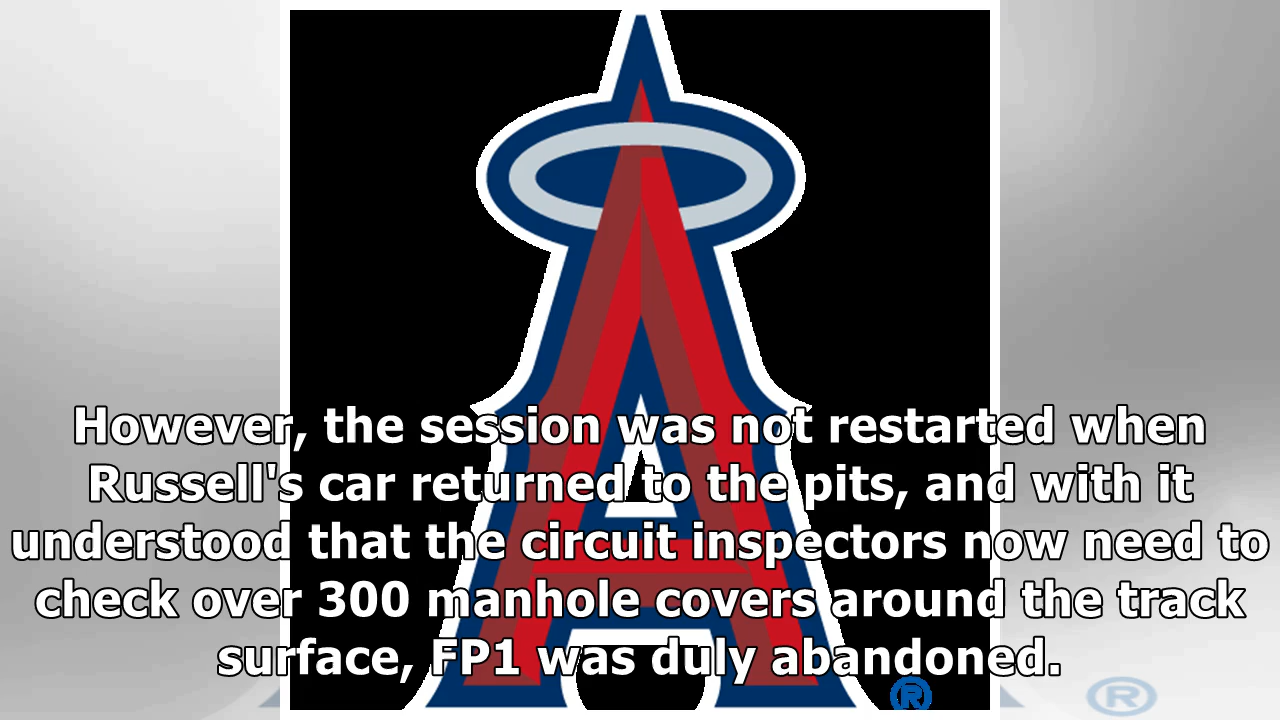 However, the session was not restarted when
Russell's car returned to the pits, and with it
understood that the circuit inspectors now need to
check over 300 manhole covers around the track
surface, FP1 was duly abandoned.
®
®